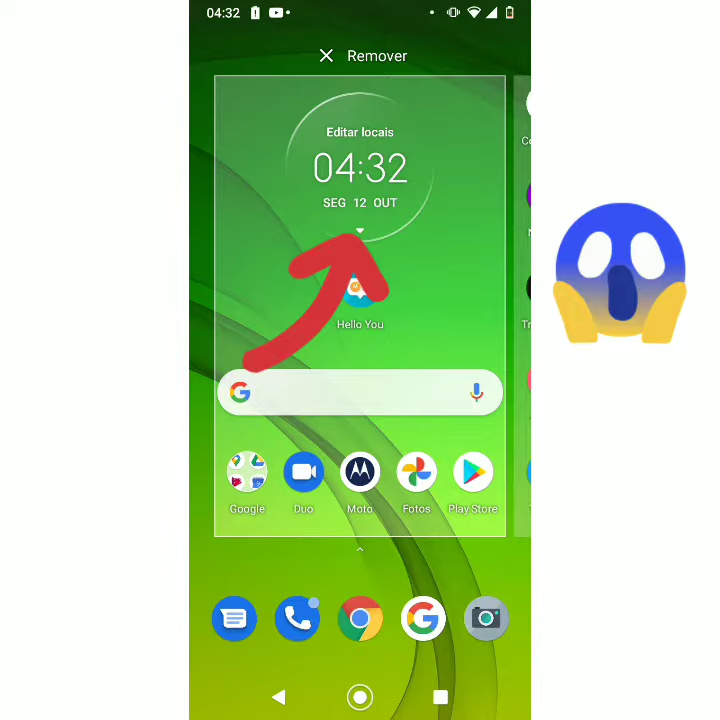 04:32
Remover
Editar locais
04:32
SEG 12 OUT
Hello You
Google
Duo
Moto
Fotos
Play Store